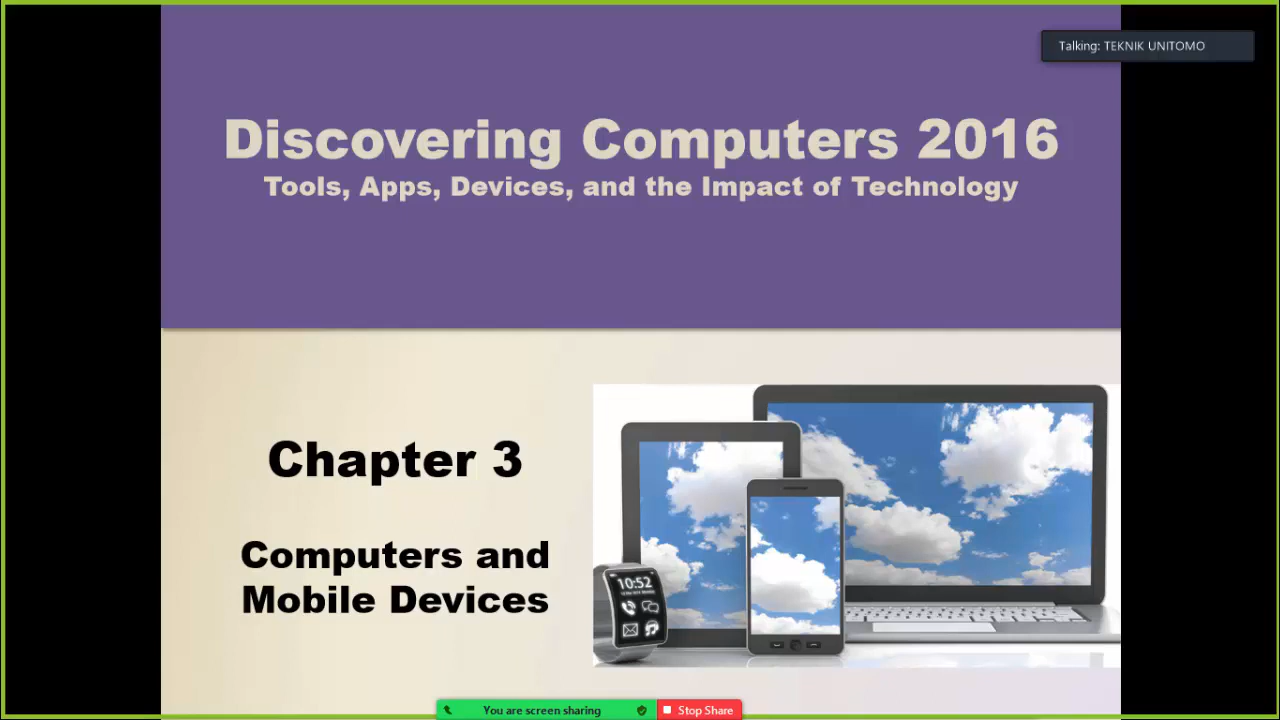 Talking: TEKNIK UNITOMO
Discovering Computers 2016
Tools, Apps, Devices, and the Impact of Technology
Chapter 3
Computers and
Mobile Devices
10:52
You are screen sharing
Stop Share